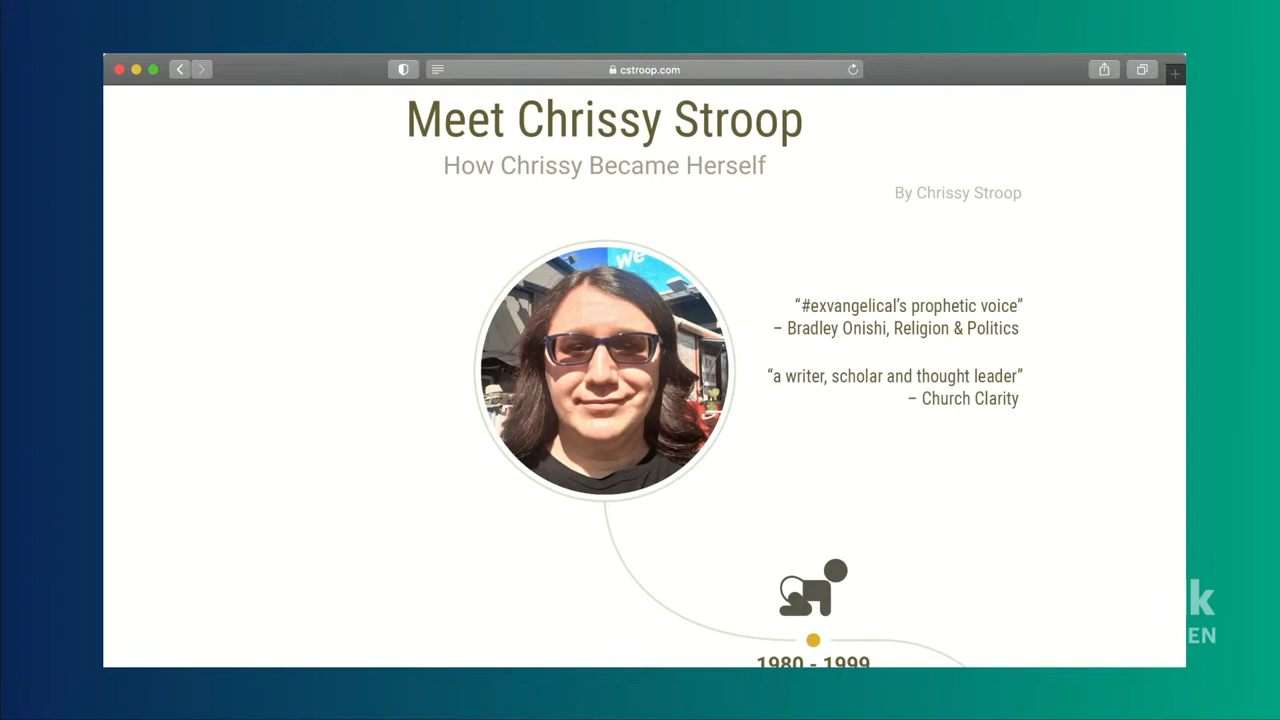 cstroop.com
Meet Chrissy Stroop
How Chrissy Became Herself
By Chrissy Stroop
we
“#exvangelical’s prophetic voice”
– Bradley Onishi, Religion & Politics
“a writer, scholar and thought leader”
– Church Clarity
1980 - 1999